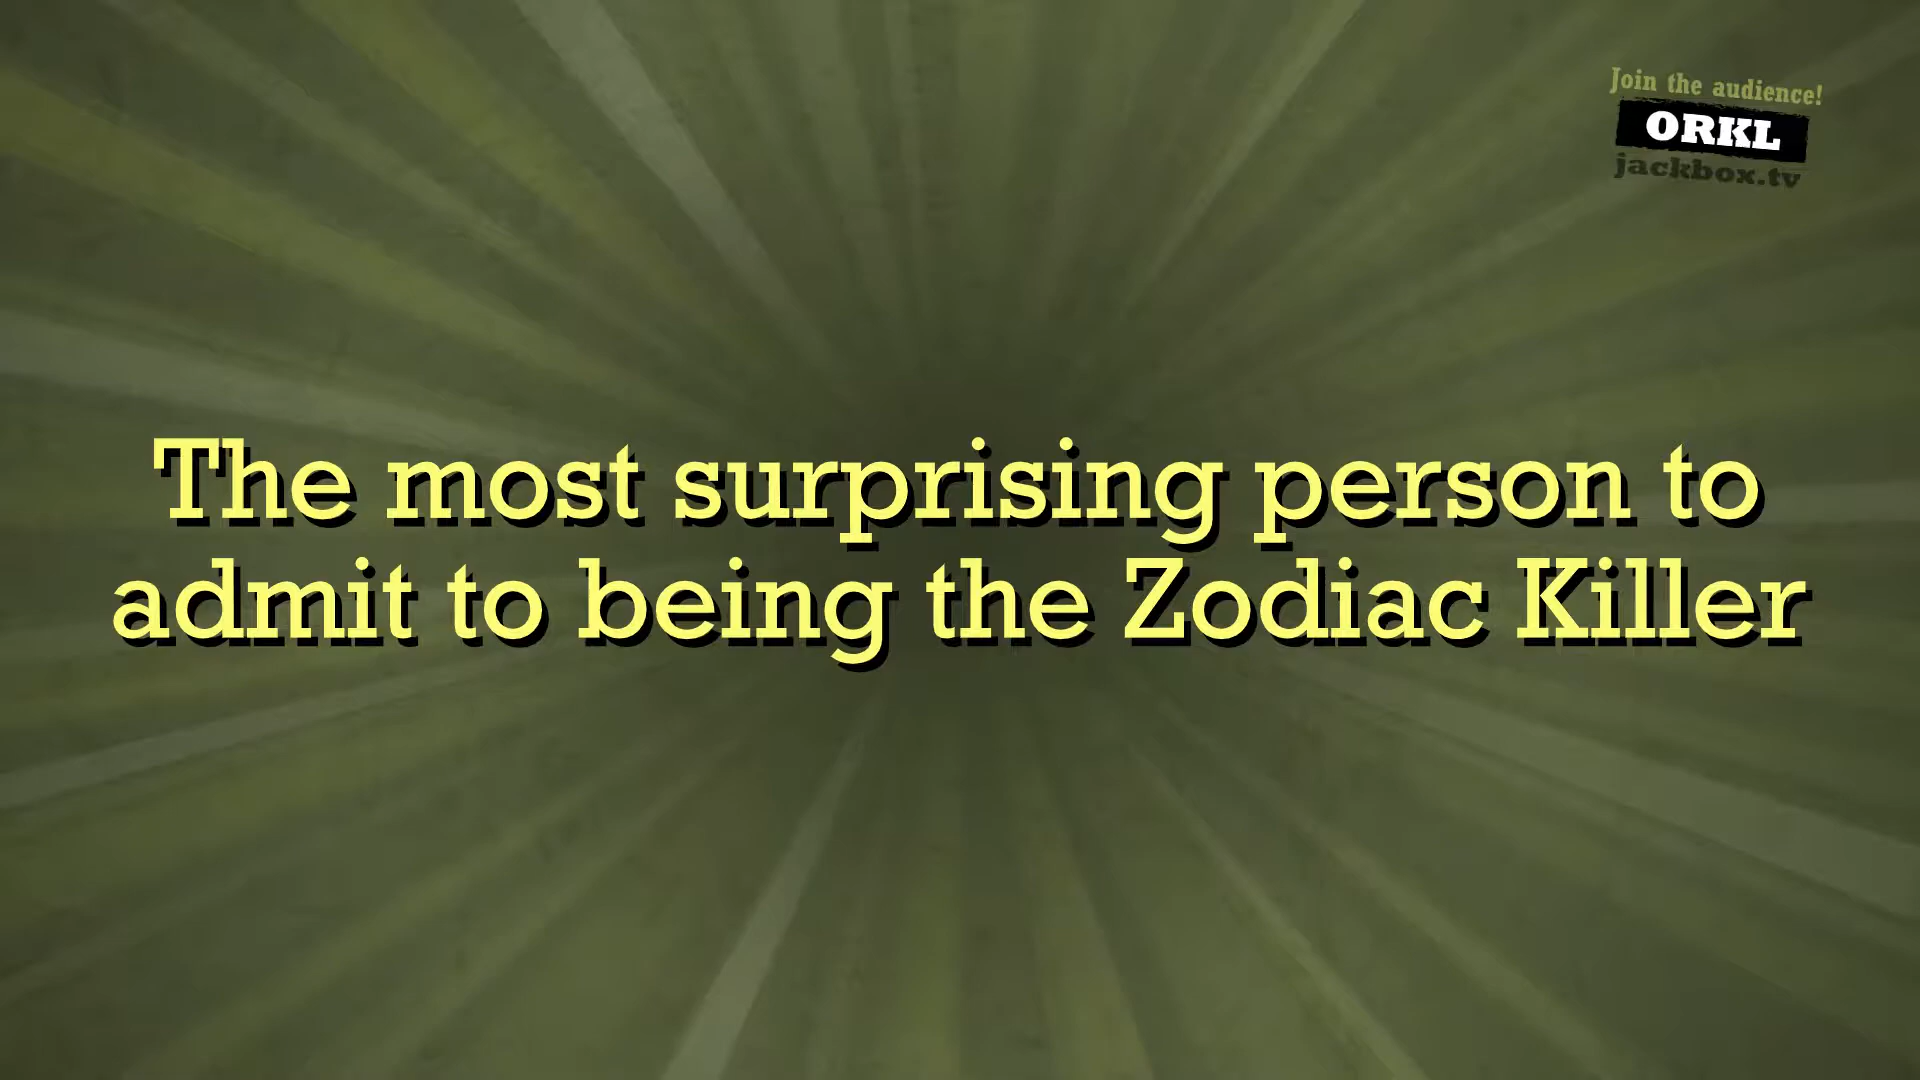 Join the audience!
ORKL
jackbox.tv
The most surprising person to
admit to being the Zodiac Killer